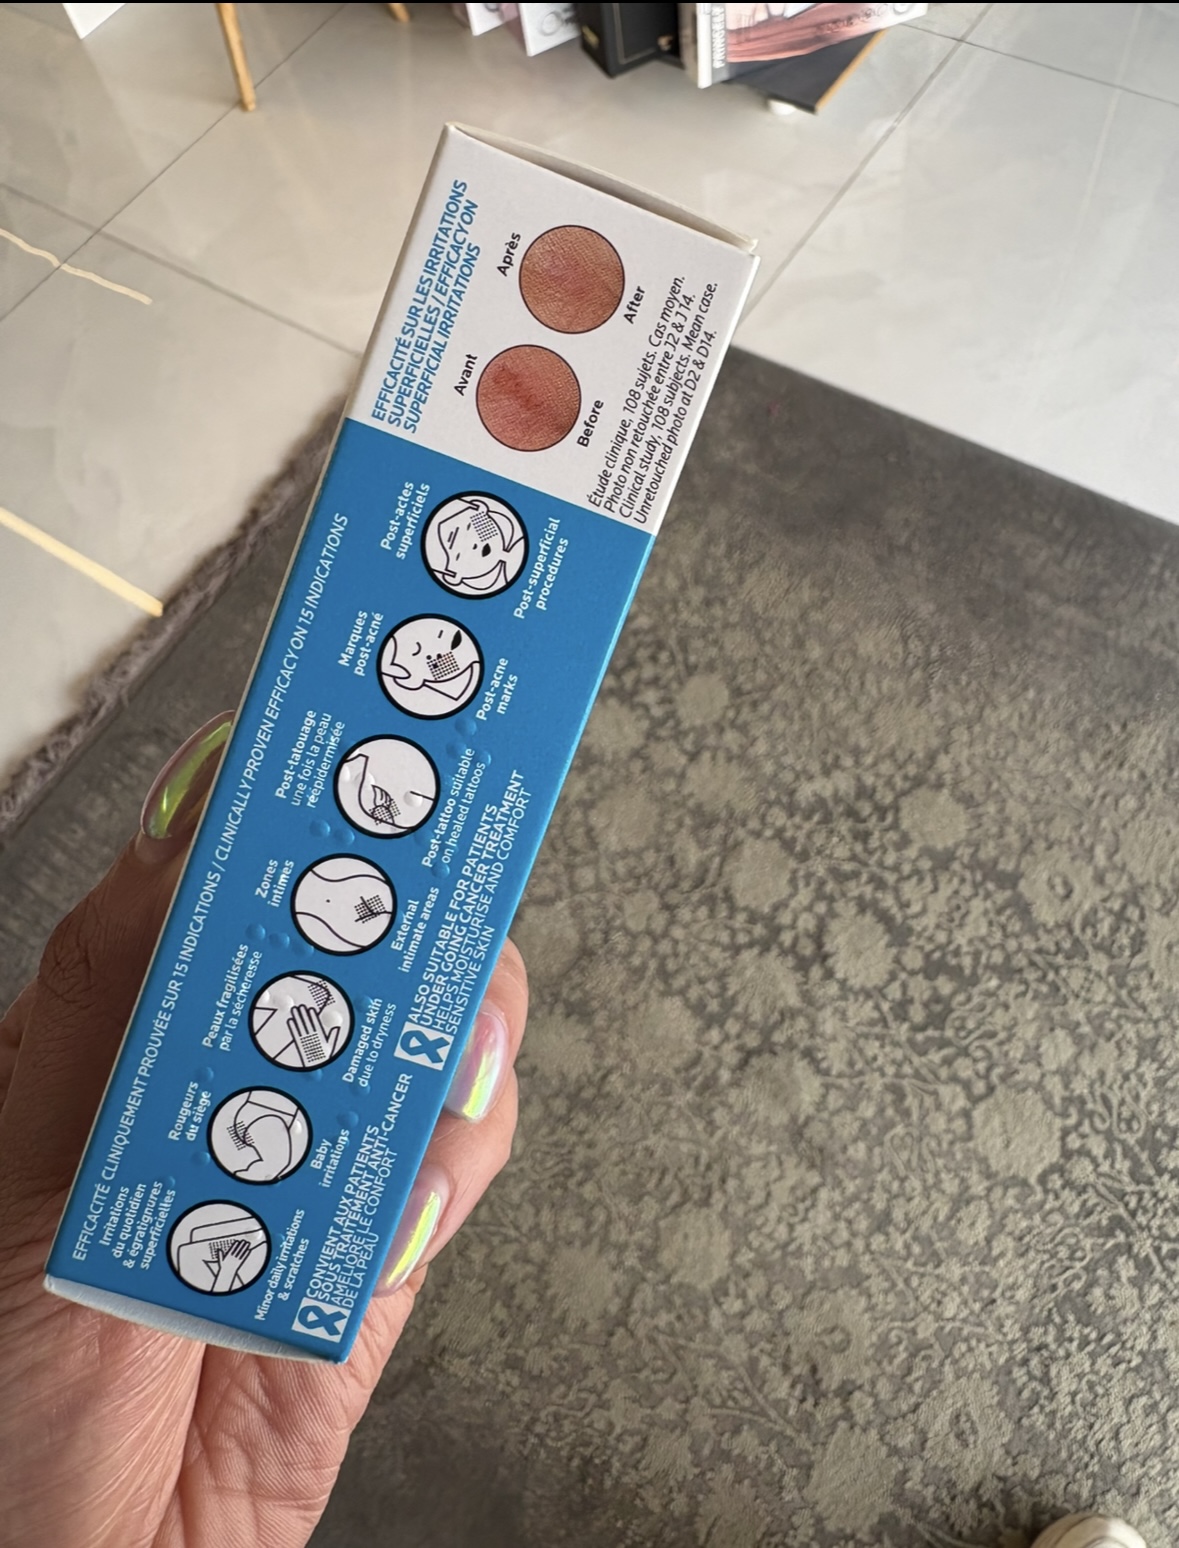 EFFICACITÉ SUR LES IRRITATIONS
SUPERFICIELLES / EFFICACY ON
SUPERFICIAL IRRITATIONS
Avant
Après
Before
After
Étude clinique, 108 sujets. Cas moyen.
Photo non retouchée entre J2 & J14.
Clinical study, 108 subjects. Mean case.
Unretouched photo at D2 & D14.
EFFICACITÉ CLINIQUEMENT PROUVÉE SUR 15 INDICATIONS / CLINICALLY PROVEN EFFICACY ON 15 INDICATIONS
Irritations
du quotidien
& égratignures
superficielles
Minor daily irritations
& scratches
Rougeurs
du siège
Baby
irritations
Peaux fragilisées
par la sécheresse
Damaged skin
due to dryness
Zones
intimes
External
intimate areas
Post-tatouage
une fois la peau
réépidermisée
Post-tattoo suitable
on healed tattoos
Marques
post-acné
Post-acne
marks
Post-actes
superficiels
Post-superficial
procedures
CONVIENT AUX PATIENTS
SOUS TRAITEMENT ANTI-CANCER
AMÉLIORE LE CONFORT
DE LA PEAU
ALSO SUITABLE FOR PATIENTS
UNDER GOING CANCER TREATMENT
HELPS MOISTURISE AND COMFORT
SENSITIVE SKIN